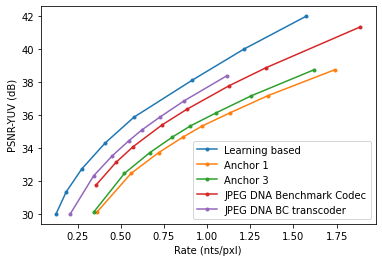 42
40
38
36
34
32
30
PSNR-YUV (dB)
Learning based
Anchor 1
Anchor 3
JPEG DNA Benchmark Codec
JPEG DNA BC transcoder
0.25 0.50 0.75 1.00 1.25 1.50 1.75
Rate (nts/pxl)